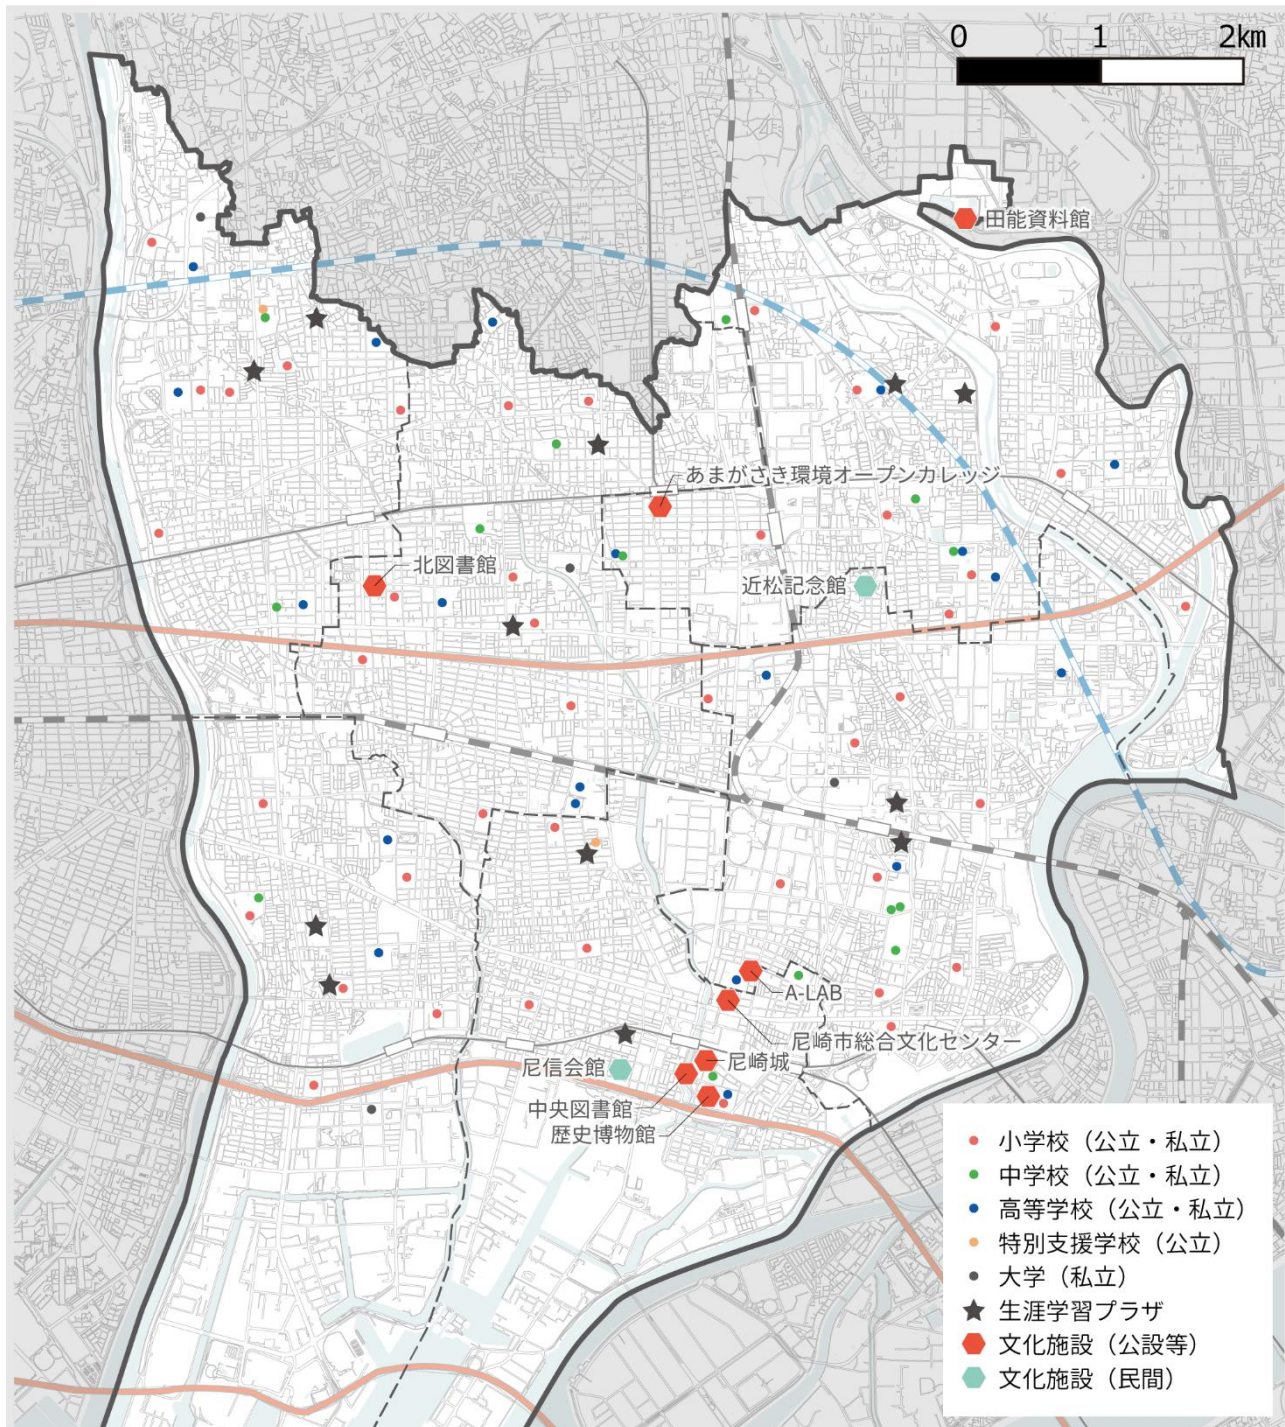 0 1 2km
田能資料館
あまがさき環境オープンカレッジ
北図書館
近松記念館
A-LAB
尼崎市総合文化センター
尼崎城
尼信会館
中央図書館
歴史博物館
小学校（公立・私立）
中学校（公立・私立）
高等学校（公立・私立）
特別支援学校（公立）
大学（私立）
生涯学習プラザ
文化施設（公設等）
文化施設（民間）